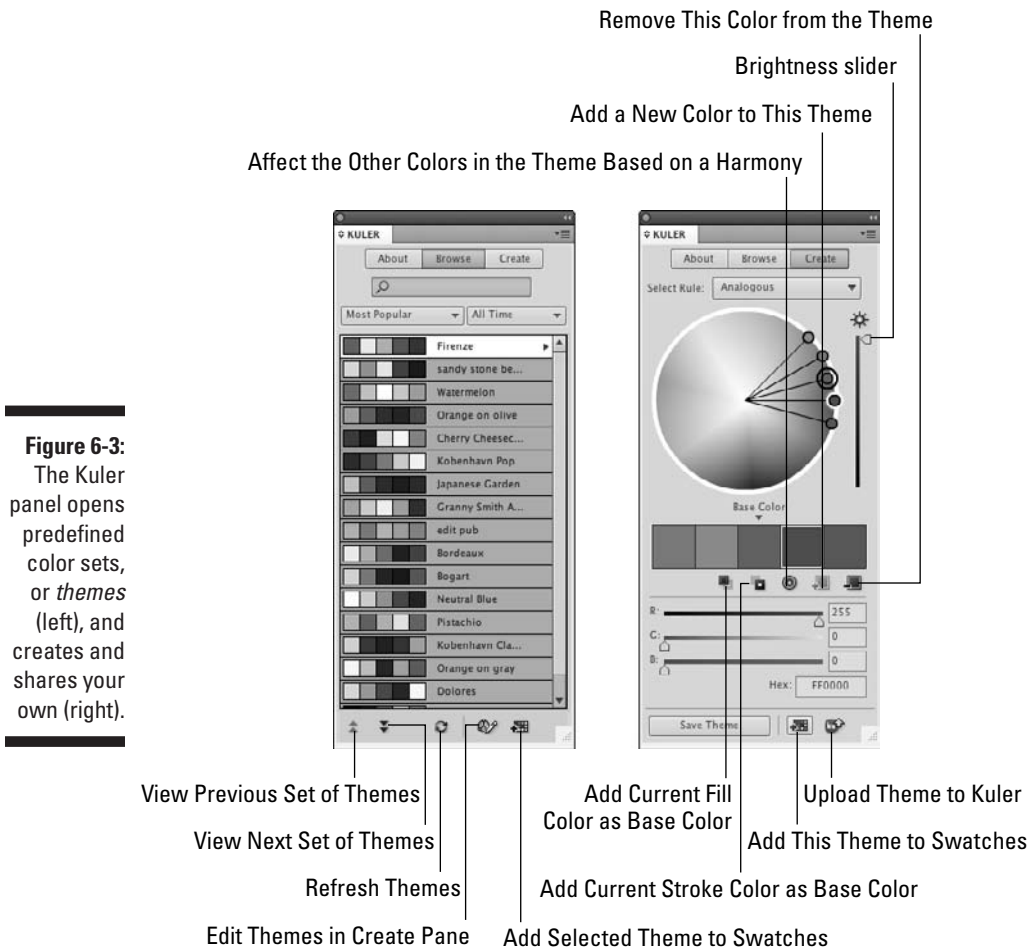 Remove This Color from the Theme
Brightness slider
Add a New Color to This Theme
Affect the Other Colors in the Theme Based on a Harmony
KULER
About Browse Create
Most Popular All Time
Firenze
sandy stone be...
Watermelon
Orange on olive
Cherry Cheesec...
Kobenhavn Pop
Japanese Garden
Granny Smith A...
edit pub
Bordeaux
Bogart
Neutral Blue
Pistachio
Kobenhavn Cla...
Orange on gray
Dolores
KULER
About Browse Create
Select Rule: Analogous
Base Color
R: 255
G: 0
B: 0
Hex: FF0000
Save Theme
Figure 6-3:
The Kuler
panel opens
predefined
color sets,
or themes
(left), and
creates and
shares your
own (right).
View Previous Set of Themes
View Next Set of Themes
Refresh Themes
Edit Themes in Create Pane
Add Selected Theme to Swatches
Add Current Fill
Color as Base Color
Add Current Stroke Color as Base Color
Upload Theme to Kuler
Add This Theme to Swatches